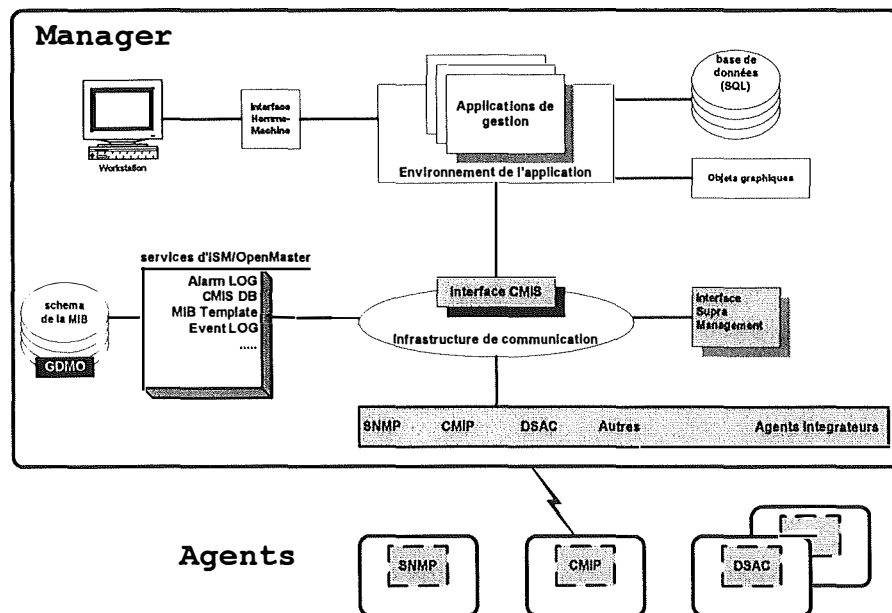 Manager
base de
données
(SQL)
Interface
Homme-
Machine
Applications de
gestion
Workstation
Environnement de l'application
Objets graphiques
services d'ISM/OpenMaster
Alarm LOG
CMIS DB
MIB Template
Event LOG
.....
schema
de la MIB
GDMO
Interface CMIS
Infrastructure de communication
Interface
Supra
Management
SNMP CMIP DSAC Autres Agents Integrateurs
Agents
SNMP
CMIP
DSAC